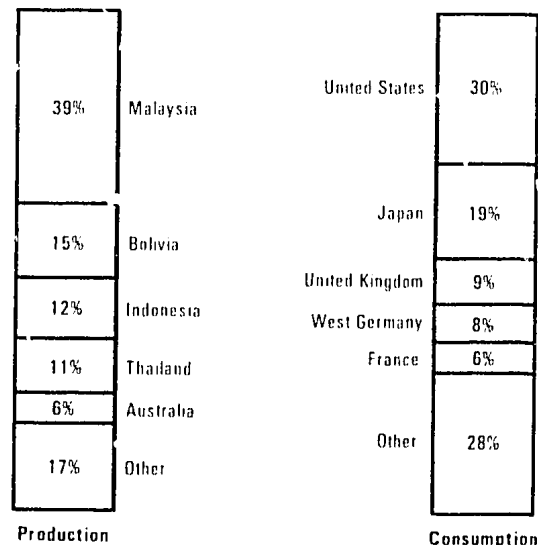 39% Malaysia
15% Bolivia
12% Indonesia
11% Thailand
6% Australia
17% Other
Production
United States 30%
Japan 19%
United Kingdom 9%
West Germany 8%
France 6%
Other 28%
Consumption